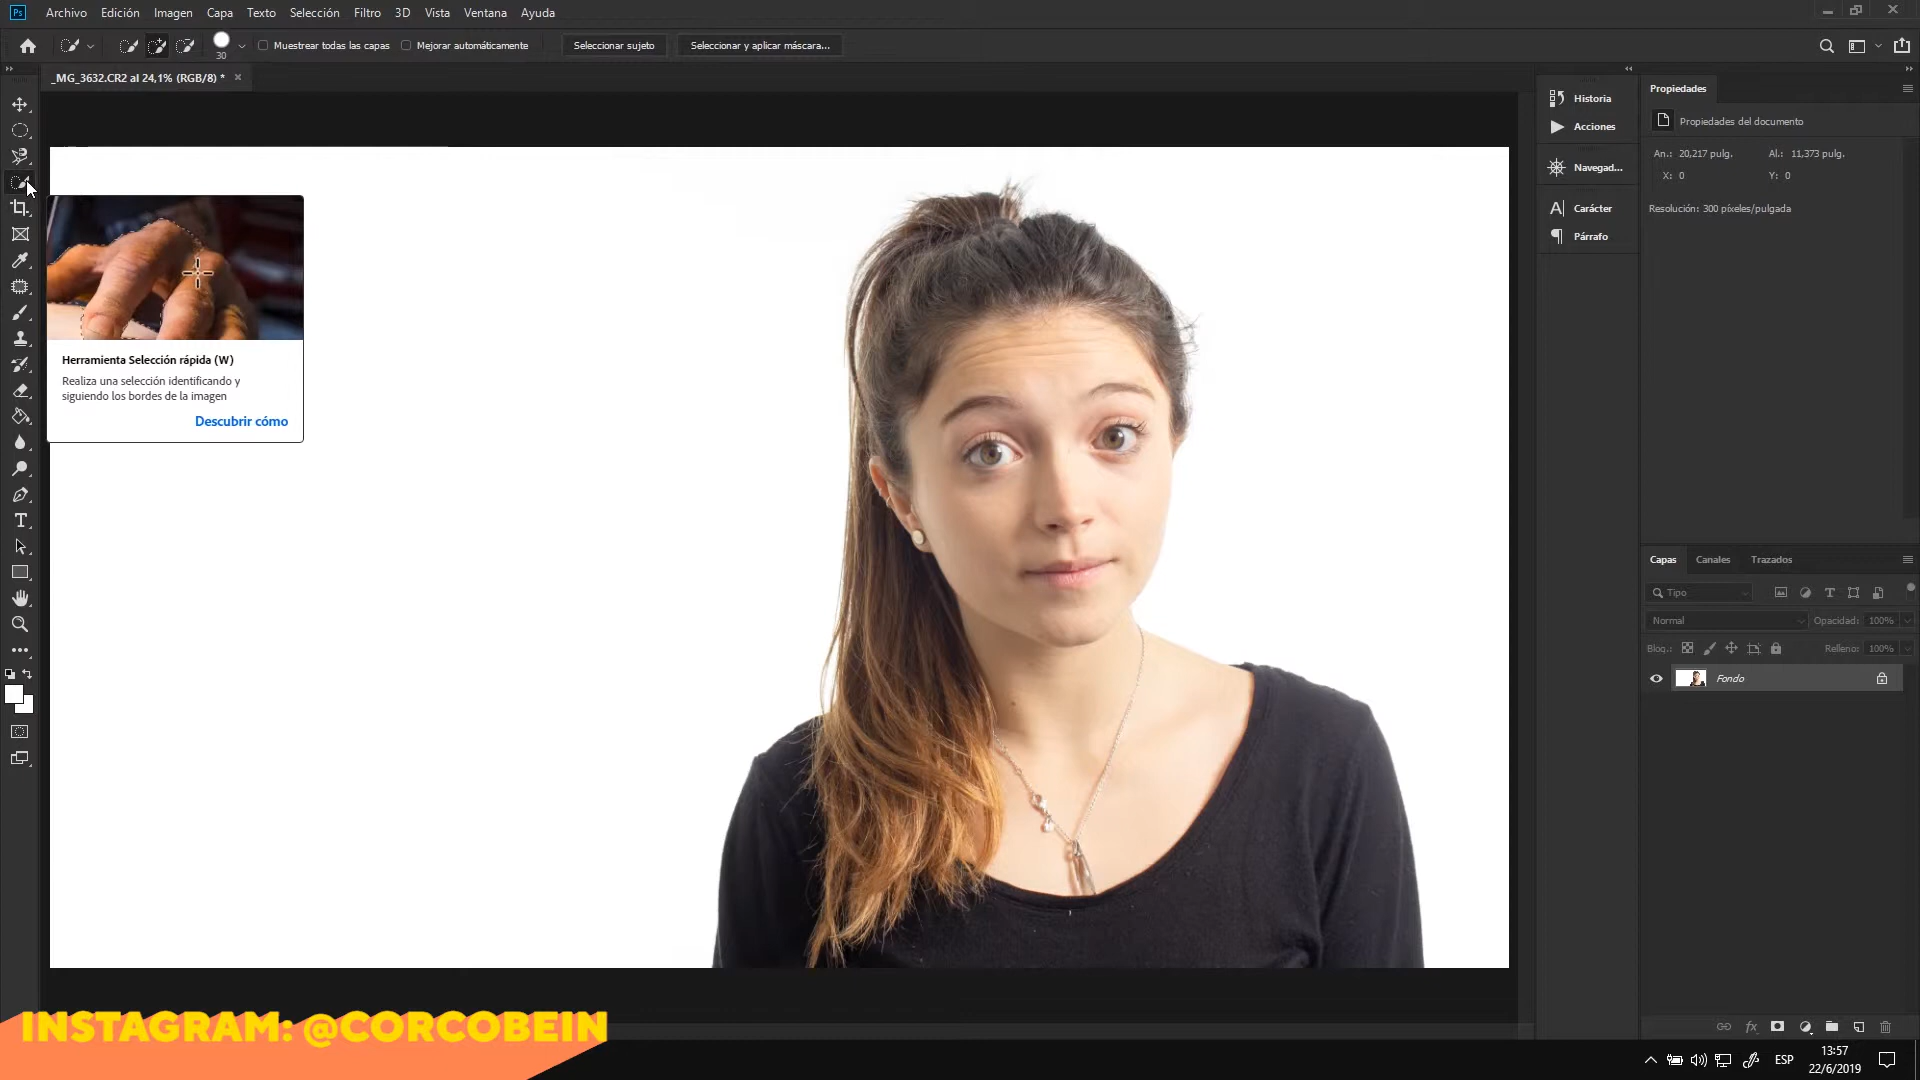 Ps Archivo Edición Imagen Capa Texto Selección Filtro 3D Vista Ventana Ayuda
30 Muestrear todas las capas Mejorar automáticamente Seleccionar sujeto Seleccionar y aplicar máscara...
_MG_3632.CR2 al 24,1% (RGB/8) * ×
Herramienta Selección rápida (W)
Realiza una selección identificando y
siguiendo los bordes de la imagen
Descubrir cómo
Historia
Acciones
Navegad...
Carácter
Párrafo
Propiedades
Propiedades del documento
An.: 20,217 pulg. Al.: 11,373 pulg.
X: 0 Y: 0
Resolución: 300 píxeles/pulgada
Capas Canales Trazados
Tipo
Normal Opacidad: 100%
Bloq.: Relleno: 100%
Fondo
fx
INSTAGRAM: @CORCOBEIN
ESP
13:57
22/6/2019